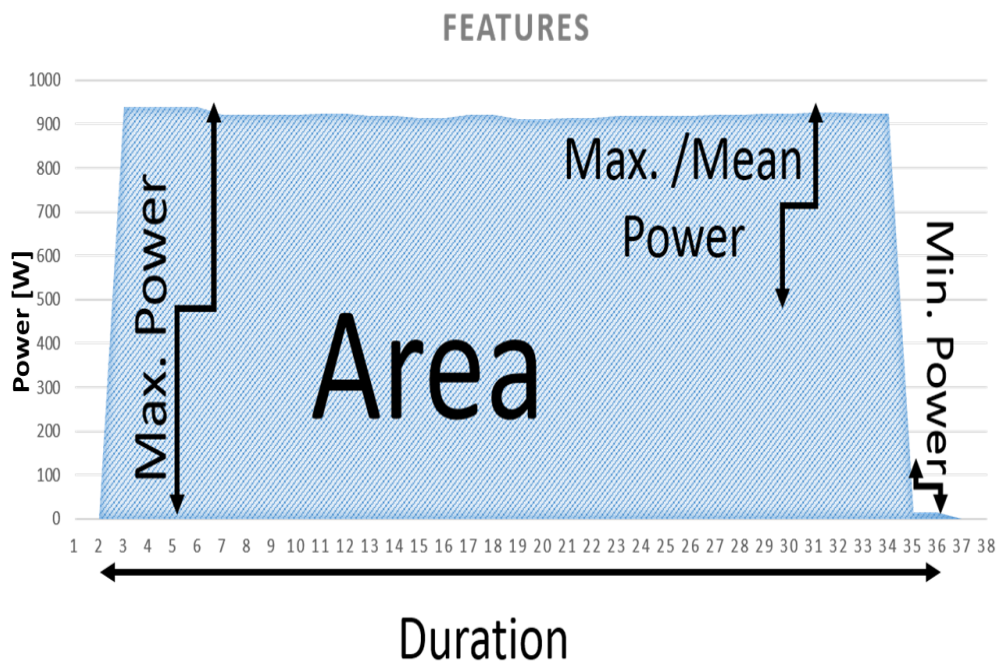 FEATURES
1000
900
800
700
600
500
400
300
200
100
0
Power [W]
Max. Power
Area
Max. /Mean
Power
Min. Power
1 2 3 4 5 6 7 8 9 10 11 12 13 14 15 16 17 18 19 20 21 22 23 24 25 26 27 28 29 30 31 32 33 34 35 36 37 38
Duration